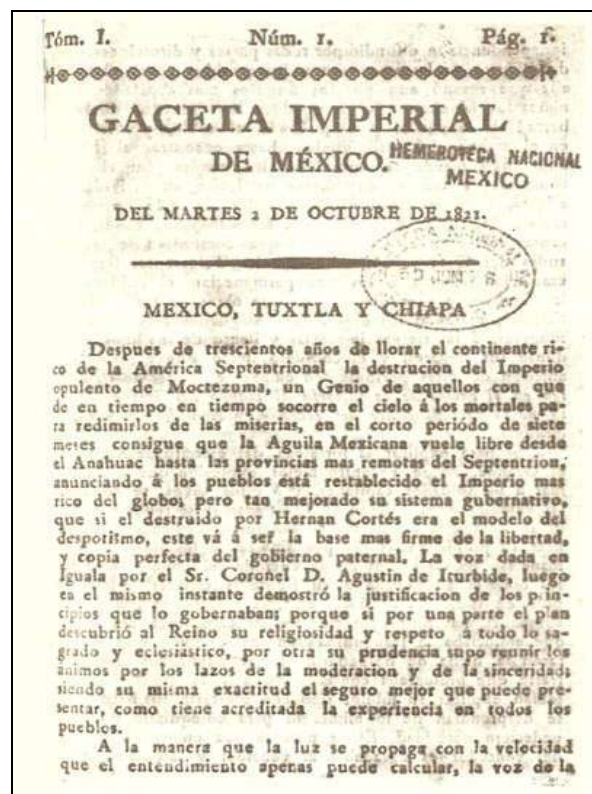 Tóm. I. Núm. 1. Pág. 1.
GACETA IMPERIAL
DE MÉXICO.
HEMEROTECA NACIONAL
MEXICO
DEL MARTES 2 DE OCTUBRE DE 1821.
MEXICO, TUXTLA Y CHIAPA
Despues de trescientos años de llorar el continente ri-
co de la América Septentrional la destrucion del Imperio
opulento de Moctezuma, un Genio de aquellos con que
de en tiempo en tiempo socorre el cielo á los mortales pa-
ra redimirlos de las miserias, en el corto periódo de siete
meses consigue que la Aguila Mexicana vuele libre desde
el Anahuac hasta las provincias mas remotas del Septentrion,
anunciando á los pueblos está restablecido el Imperio mas
rico del globo; pero tan mejorado su sistema gubernativo,
que si el destruido por Hernan Cortés era el modelo del
despotismo, este vá á ser la base mas firme de la libertad,
y copia perfecta del gobierno paternal. La voz dada en
Iguala por el Sr. Coronel D. Agustin de Iturbide, luego
en el mismo instante demostró la justificacion de los prin-
cipios que lo gobernaban; porque si por una parte el plan
descubrió al Reino su religiosidad y respeto á todo lo sa-
grado y eclesiástico, por otra su prudencia supo reunir los
animos por los lazos de la moderacion y de la sinceridad;
siendo su misma exactitud el seguro mejor que puede pre-
sentar, como tiene acreditada la experiencia en todos los
pueblos.
A la manera que la luz se propaga con la velocidad
que el entendimiento apenas puede calcular, la voz de la